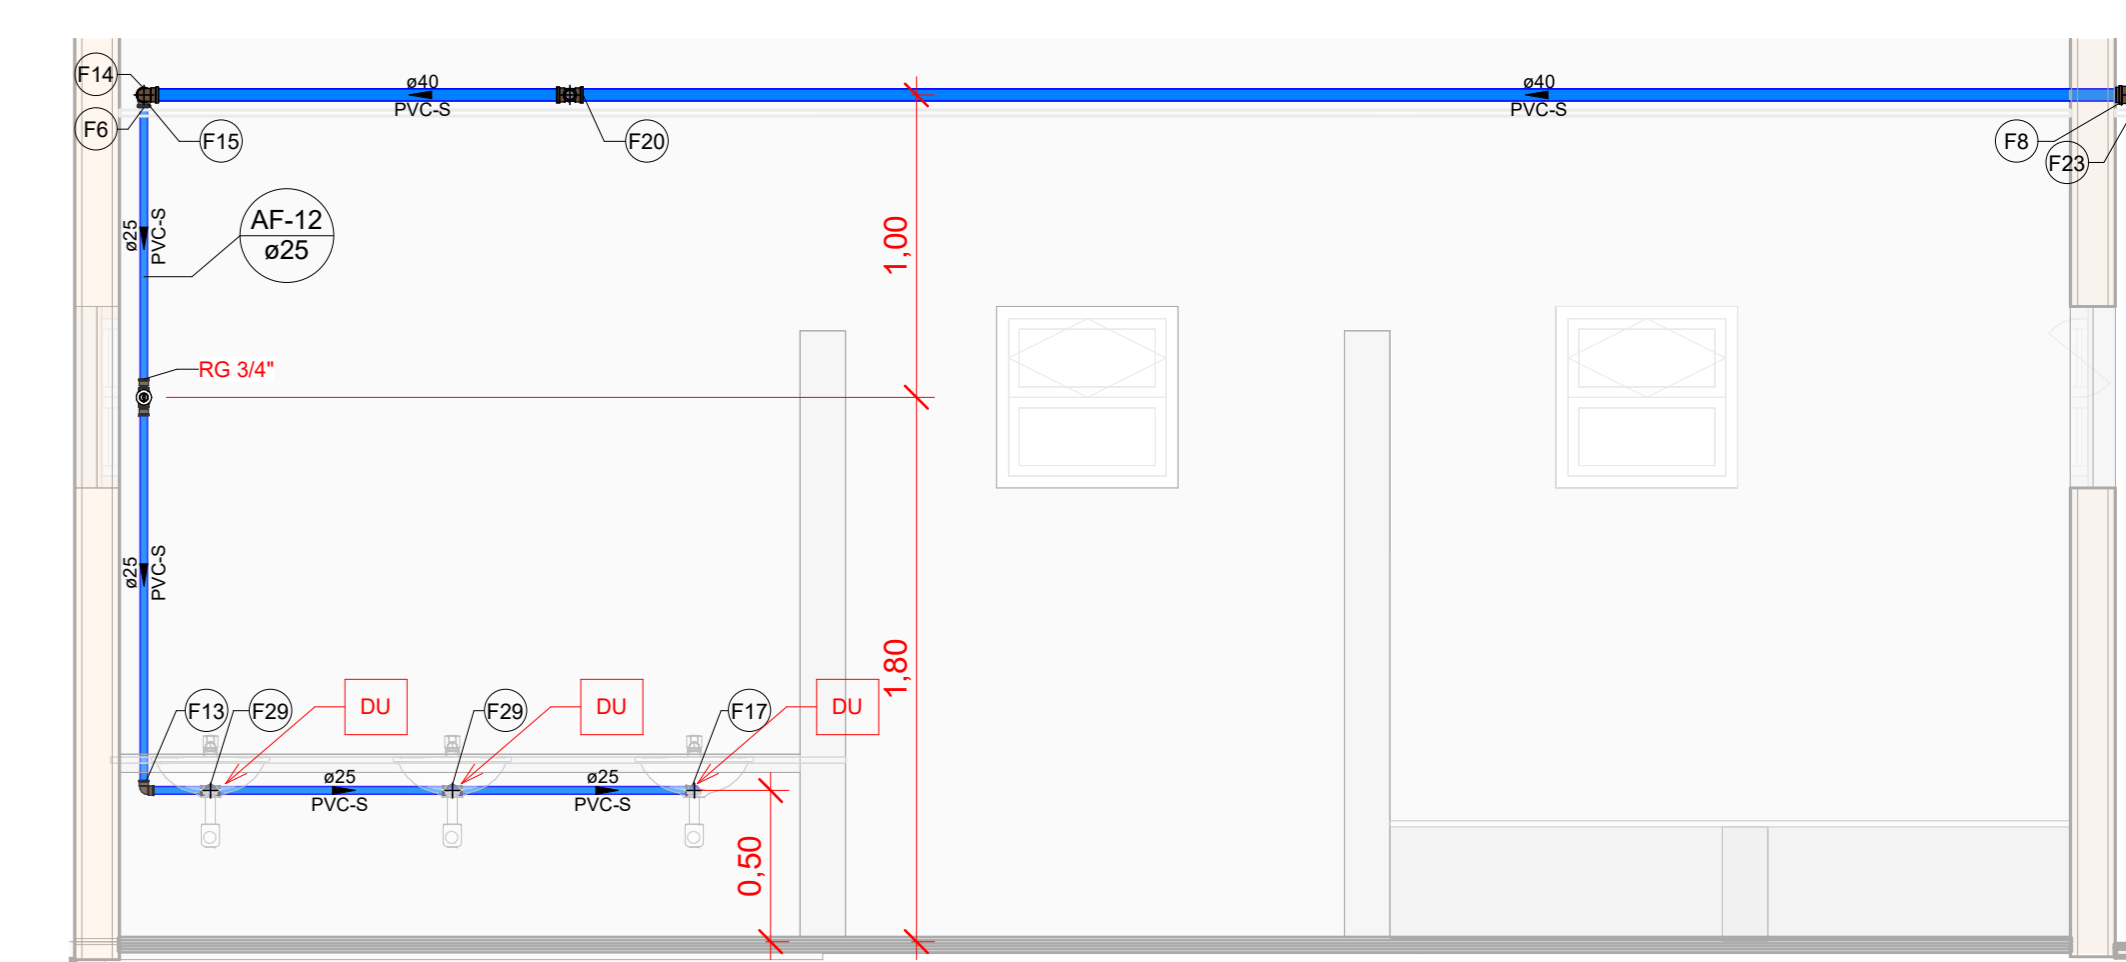 F14
ø40
PVC-S
ø40
PVC-S
F6
F15
F20
F8
F23
AF-12
ø25
ø25
PVC-S
1,00
RG 3/4"
ø25
PVC-S
1,80
F13
F29
DU
F29
DU
F17
DU
ø25
PVC-S
ø25
PVC-S
0,50